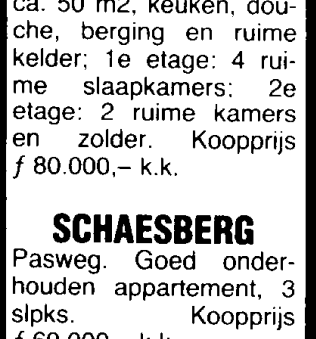 ca. 50 m2, keuken, dou-
che, berging en ruime
kelder; 1e etage: 4 rui-
me slaapkamers; 2e
etage: 2 ruime kamers
en zolder. Koopprijs
ƒ 80.000,– k.k.
SCHAESBERG
Pasweg. Goed onder-
houden appartement, 3
slpks. Koopprijs